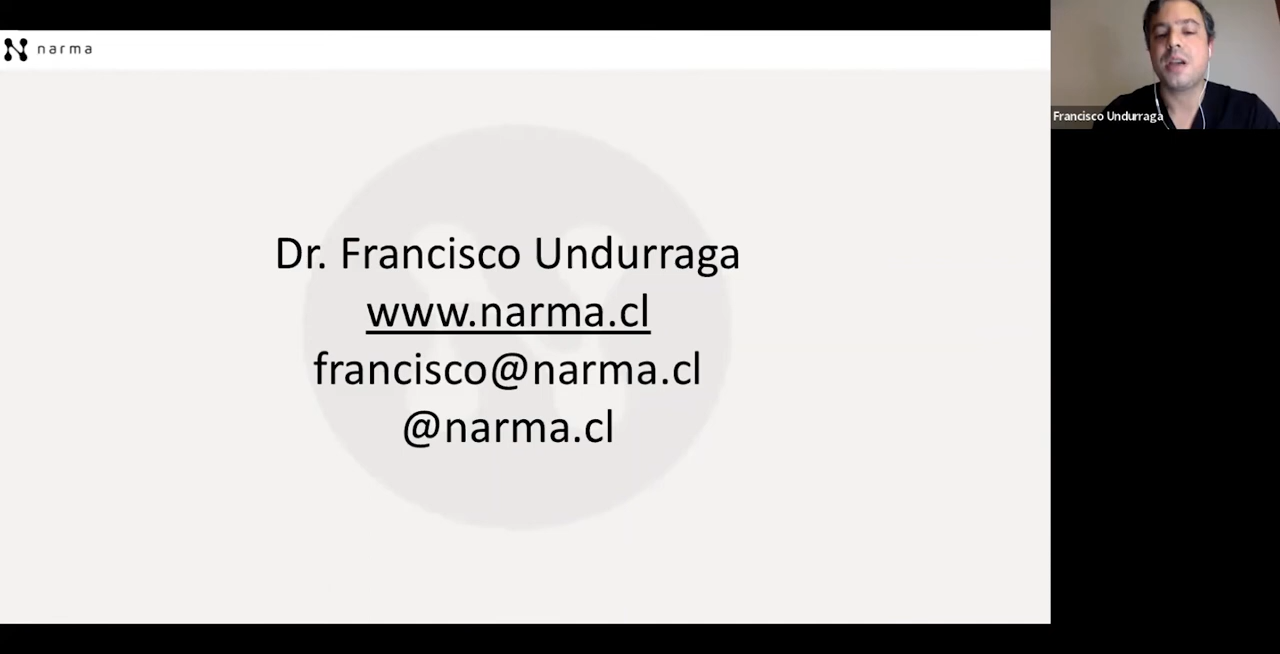 narma
Francisco Undurraga
Dr. Francisco Undurraga
www.narma.cl
francisco@narma.cl
@narma.cl